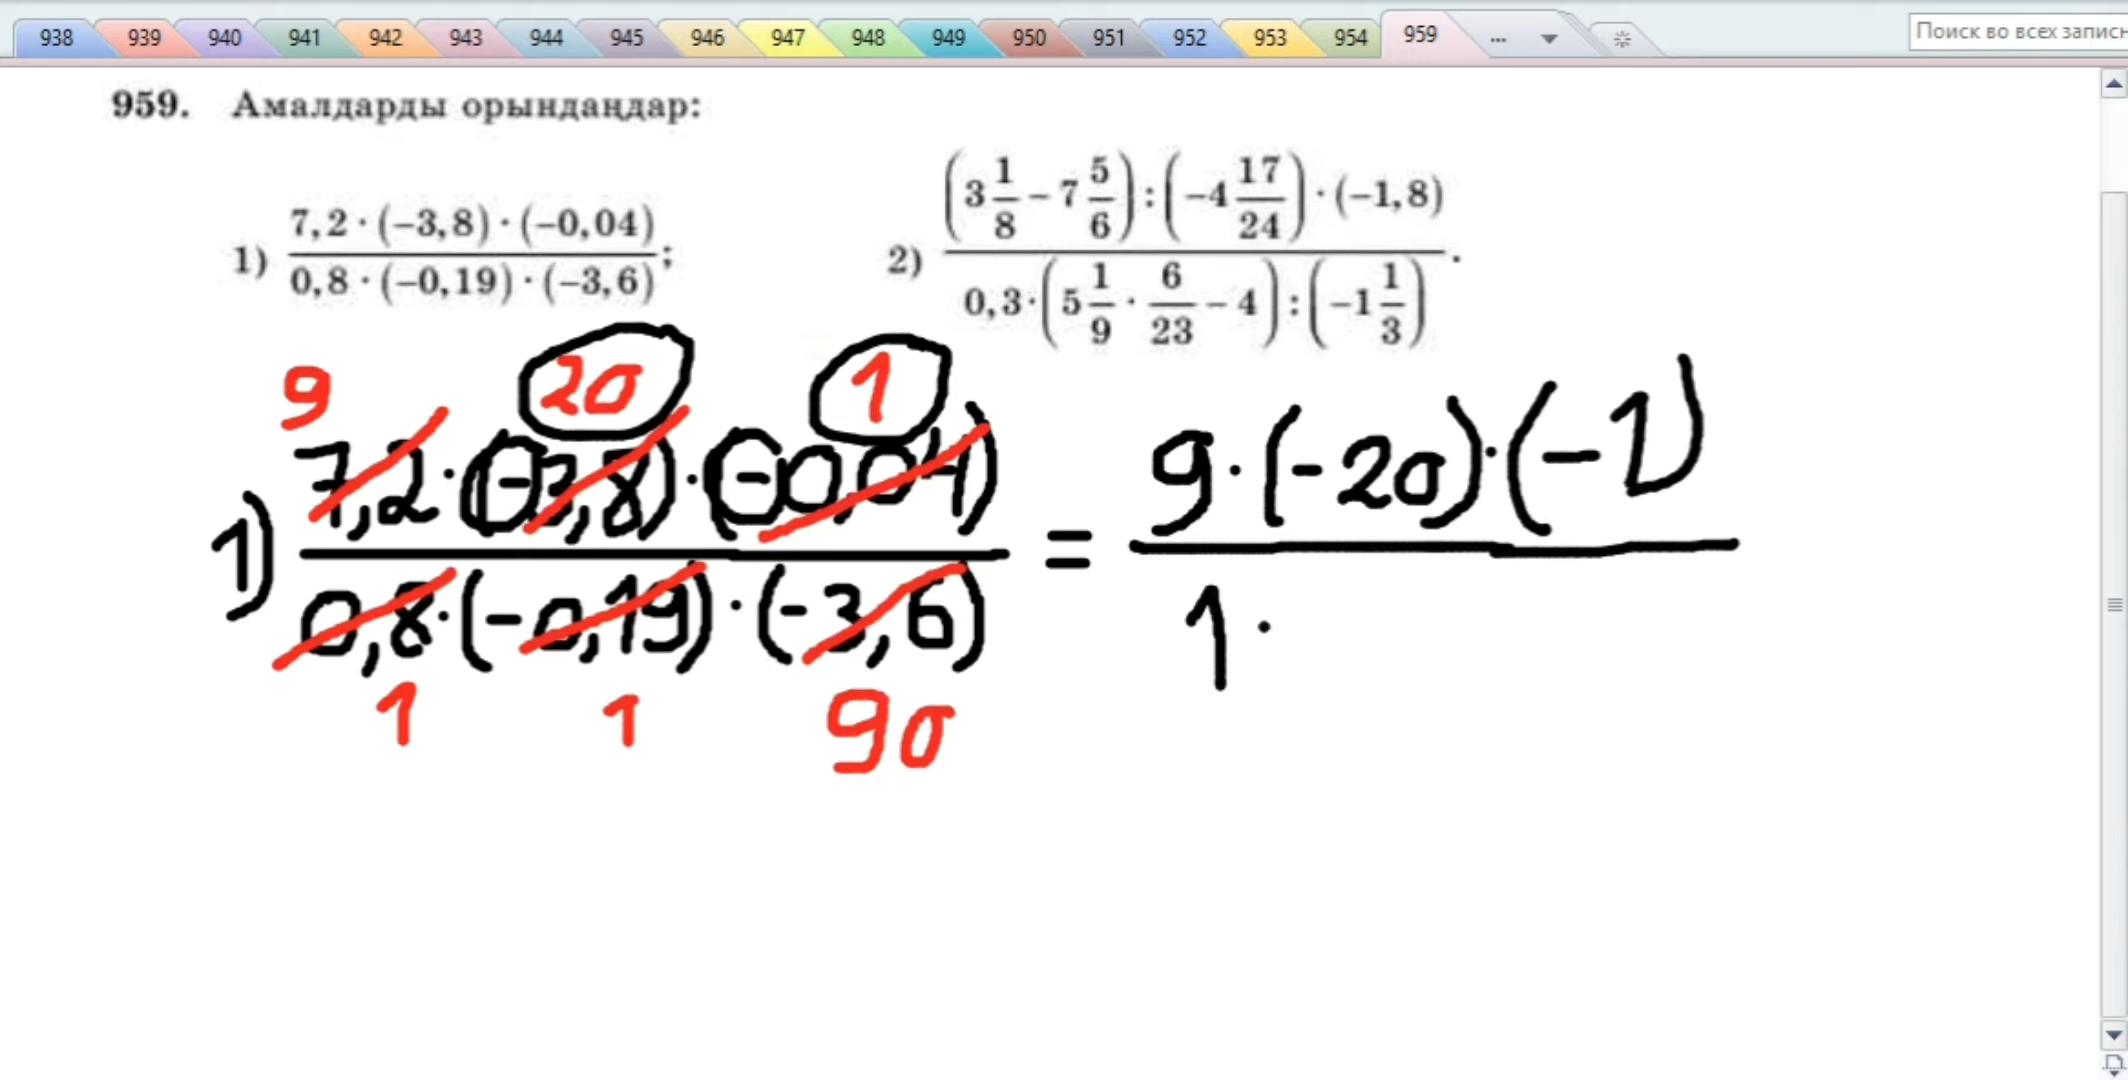 938 939 940 941 942 943 944 945 946 947 948 949 950 951 952 953 954 959 ...
Поиск во всех запис
959. Амалдарды орындаңдар:
1) \frac{7,2 · (−3,8) · (−0,04)}{0,8 · (−0,19) · (−3,6)};
2) \frac{(3 1/8 − 7 5/6) : (−4 17/24) · (−1,8)}{0,3 · (5 1/9 · 6/23 − 4) : (−1 1/3)}.
9 20 1
1) \frac{7,2 · (−3,8) · (−0,04)}{0,8 · (−0,19) · (−3,6)} = \frac{9 · (−20) · (−1)}{1 ·}
1 1 90